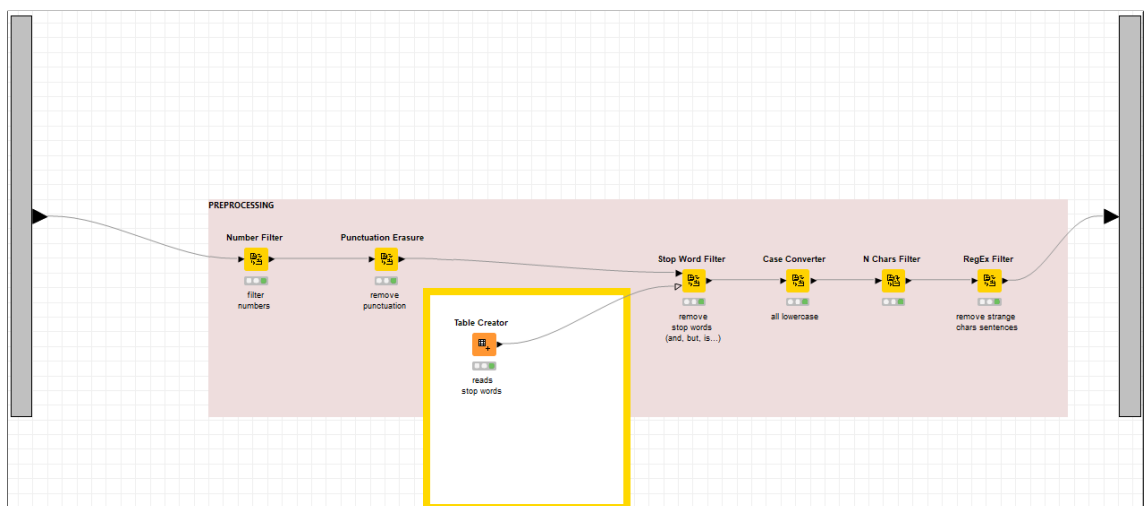 PREPROCESSING
Number Filter
filter
numbers
Punctuation Erasure
remove
punctuation
Table Creator
reads
stop words
Stop Word Filter
remove
stop words
(and, but, is...)
Case Converter
all lowercase
N Chars Filter
RegEx Filter
remove strange
chars sentences